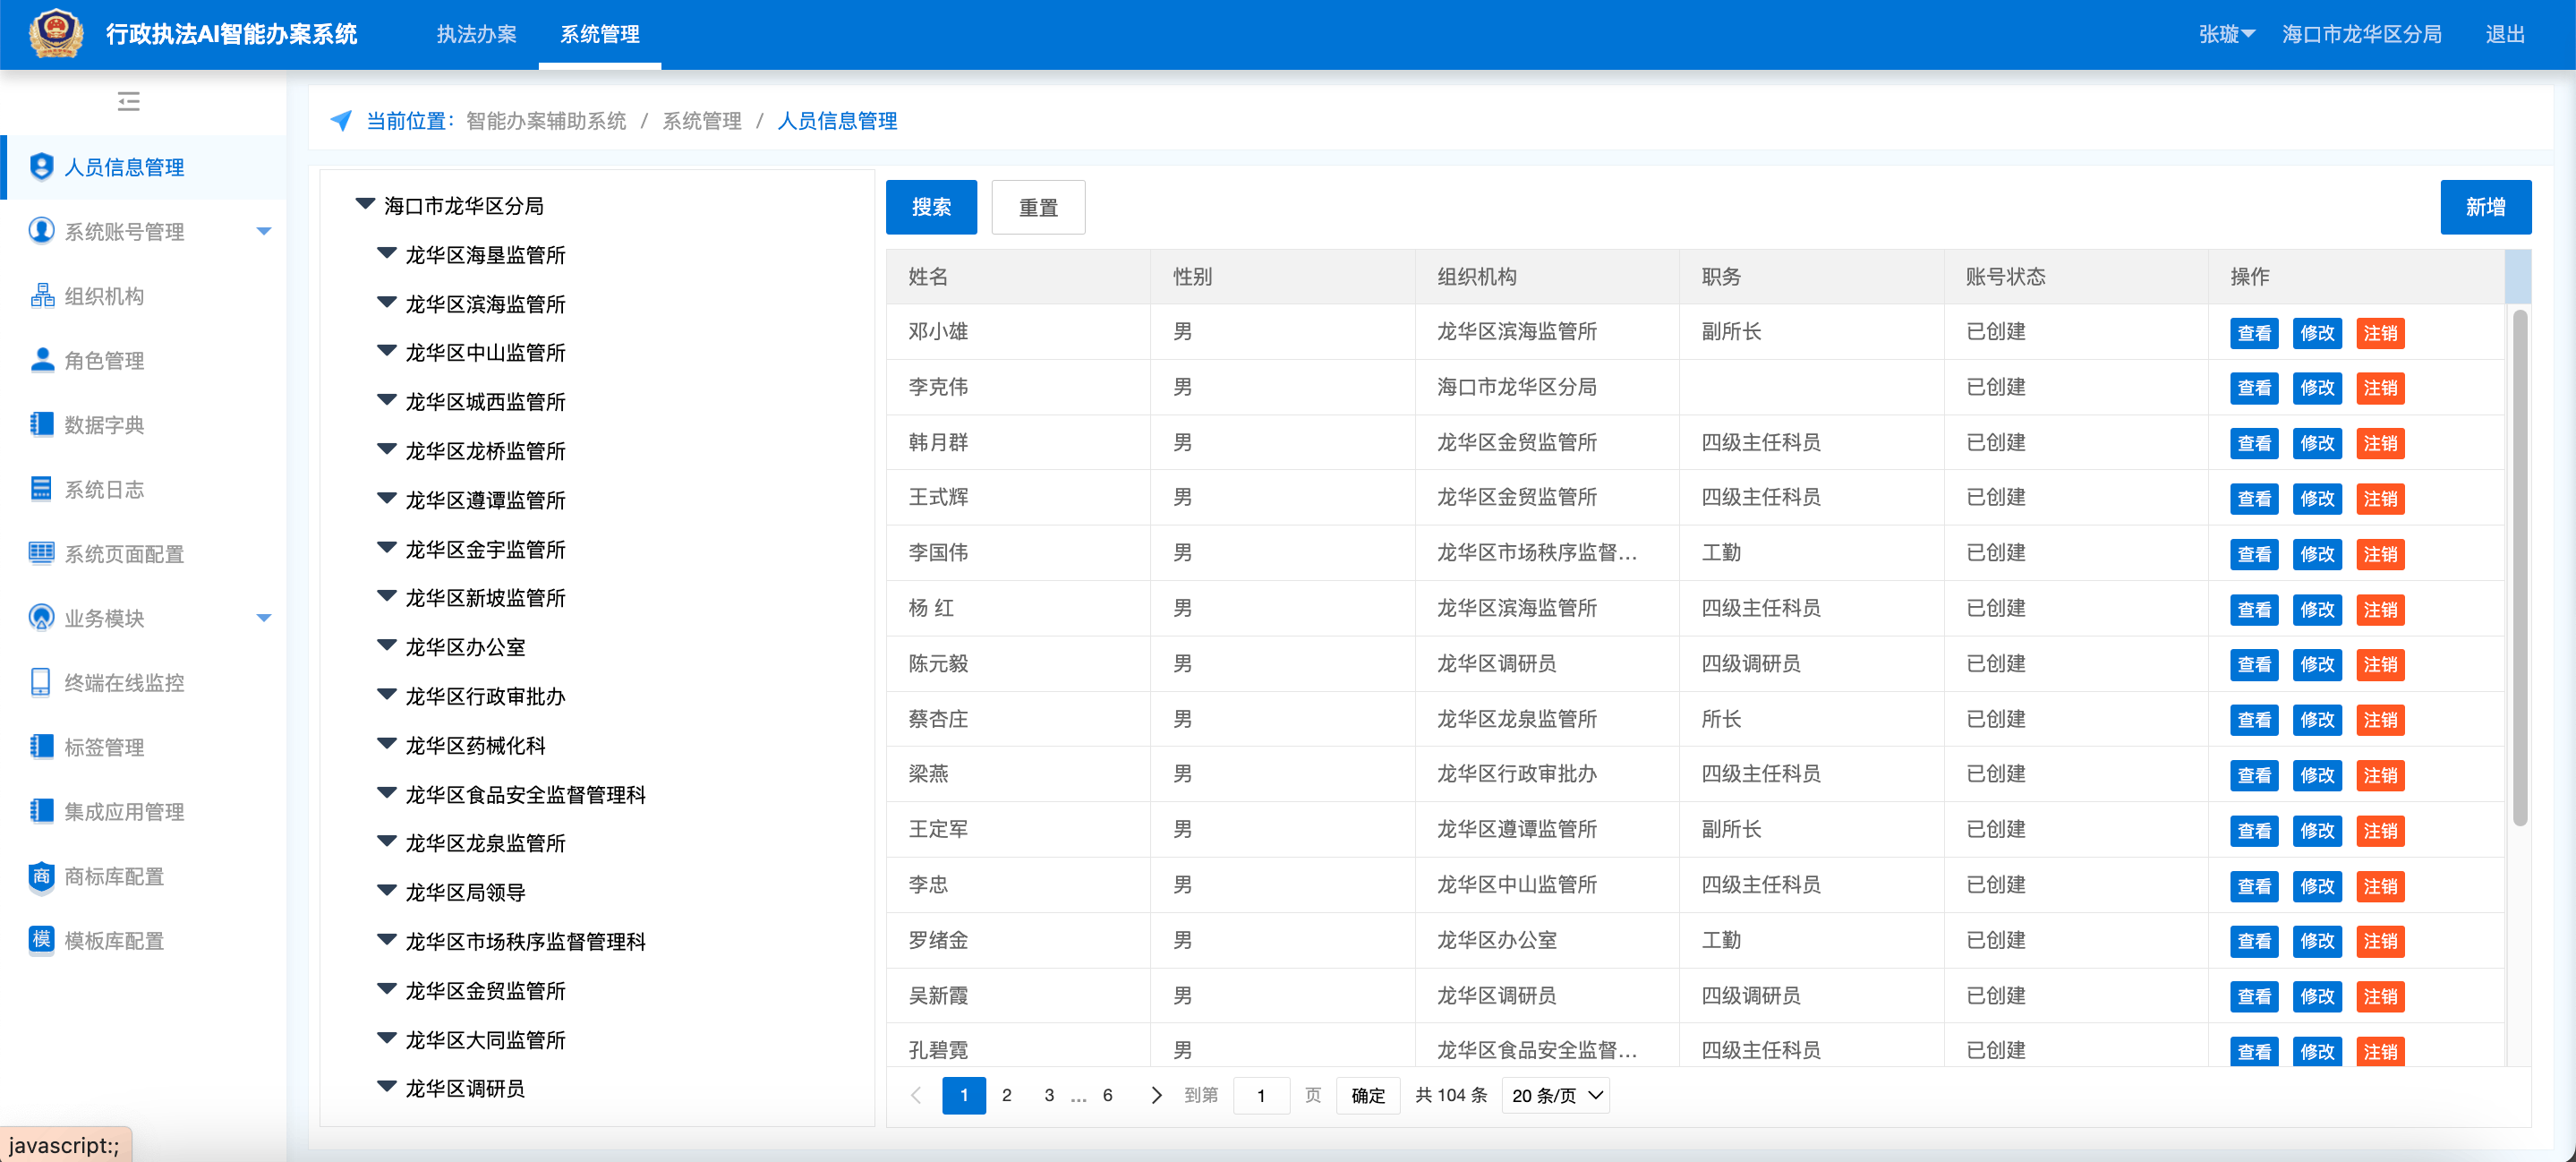 行政执法AI智能办案系统 执法办案 系统管理 张璇 海口市龙华区分局 退出
当前位置： 智能办案辅助系统 / 系统管理 / 人员信息管理
人员信息管理
系统账号管理
组织机构
角色管理
数据字典
系统日志
系统页面配置
业务模块
终端在线监控
标签管理
集成应用管理
商 商标库配置
模 模板库配置
海口市龙华区分局
龙华区海垦监管所
龙华区滨海监管所
龙华区中山监管所
龙华区城西监管所
龙华区龙桥监管所
龙华区遵谭监管所
龙华区金宇监管所
龙华区新坡监管所
龙华区办公室
龙华区行政审批办
龙华区药械化科
龙华区食品安全监督管理科
龙华区龙泉监管所
龙华区局领导
龙华区市场秩序监督管理科
龙华区金贸监管所
龙华区大同监管所
龙华区调研员
搜索 重置 新增
姓名 性别 组织机构 职务 账号状态 操作
邓小雄 男 龙华区滨海监管所 副所长 已创建 查看 修改 注销
李克伟 男 海口市龙华区分局 已创建 查看 修改 注销
韩月群 男 龙华区金贸监管所 四级主任科员 已创建 查看 修改 注销
王式辉 男 龙华区金贸监管所 四级主任科员 已创建 查看 修改 注销
李国伟 男 龙华区市场秩序监督... 工勤 已创建 查看 修改 注销
杨 红 男 龙华区滨海监管所 四级主任科员 已创建 查看 修改 注销
陈元毅 男 龙华区调研员 四级调研员 已创建 查看 修改 注销
蔡杏庄 男 龙华区龙泉监管所 所长 已创建 查看 修改 注销
梁燕 男 龙华区行政审批办 四级主任科员 已创建 查看 修改 注销
王定军 男 龙华区遵谭监管所 副所长 已创建 查看 修改 注销
李忠 男 龙华区中山监管所 四级主任科员 已创建 查看 修改 注销
罗绪金 男 龙华区办公室 工勤 已创建 查看 修改 注销
吴新霞 男 龙华区调研员 四级调研员 已创建 查看 修改 注销
孔碧霓 男 龙华区食品安全监督... 四级主任科员 已创建 查看 修改 注销
1 2 3 ... 6 到第 1 页 确定 共 104 条 20 条/页
javascript:;